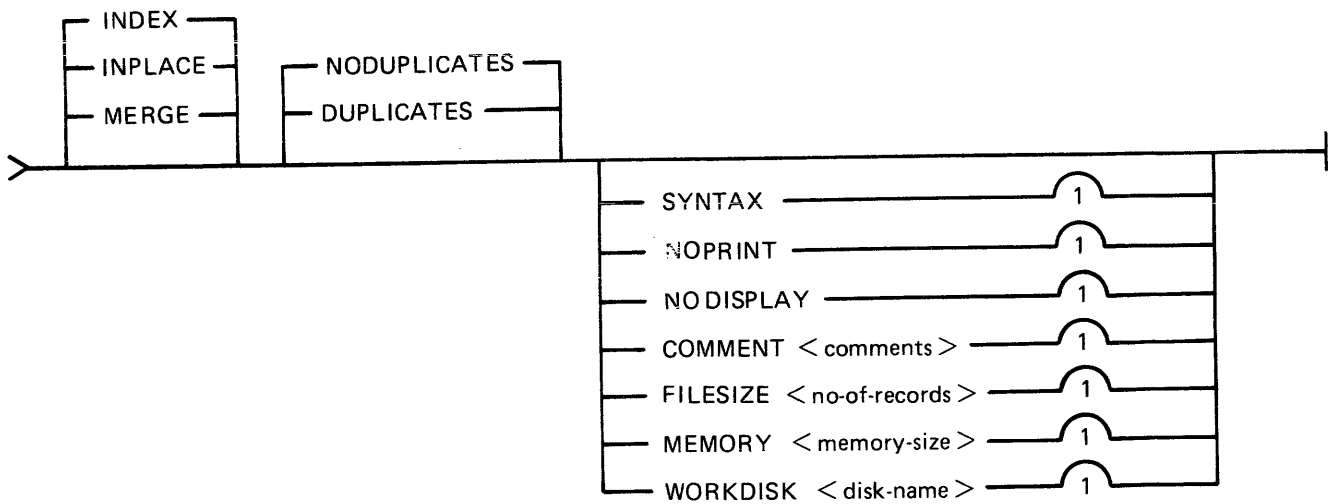 INDEX
INPLACE
MERGE
NODUPLICATES
DUPLICATES
SYNTAX 1
NOPRINT 1
NODISPLAY 1
COMMENT <comments> 1
FILESIZE <no-of-records> 1
MEMORY <memory-size> 1
WORKDISK <disk-name> 1